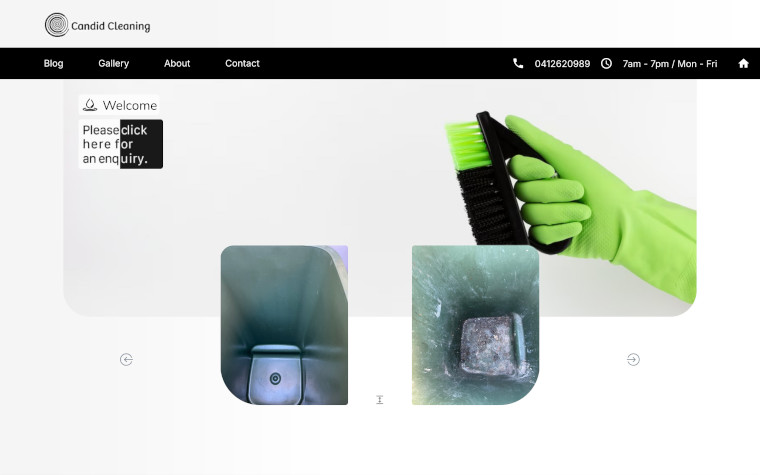 Candid Cleaning
Blog Gallery About Contact 0412620989 7am - 7pm / Mon - Fri
Welcome
Please click
here for
an enquiry.